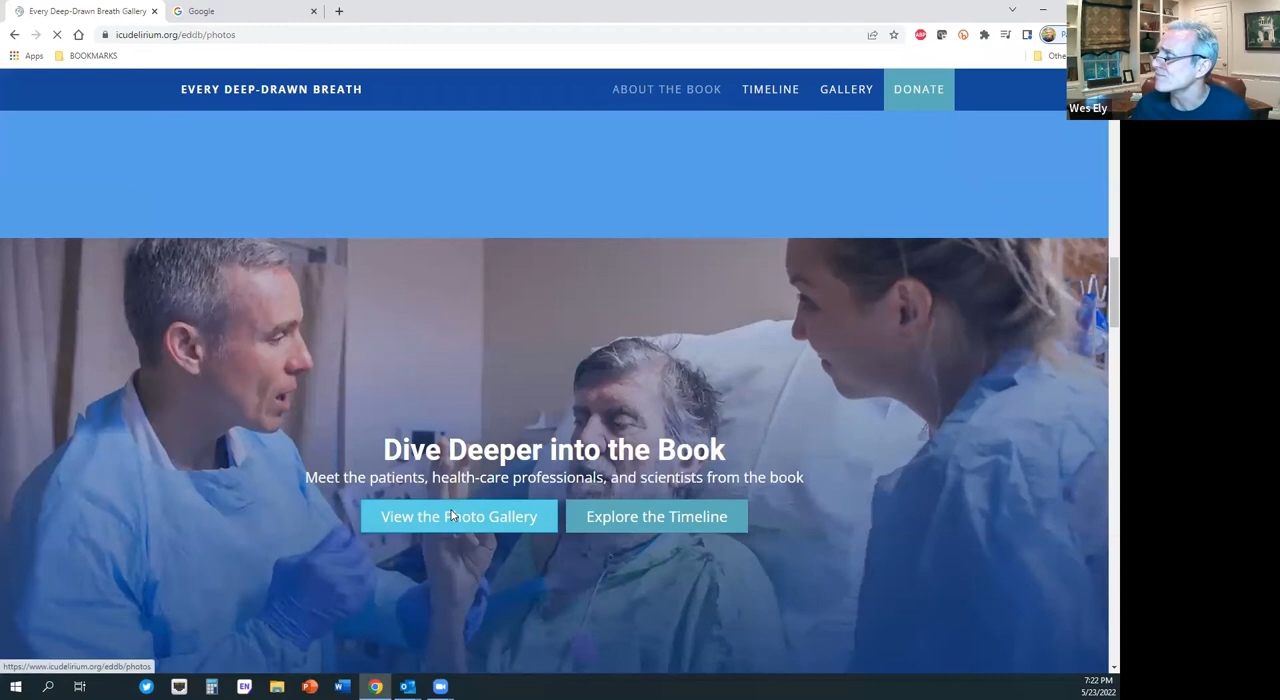 Every Deep-Drawn Breath Gallery
Google
icudelirium.org/eddb/photos
ABP
Apps
BOOKMARKS
Othe
Wes Ely
EVERY DEEP-DRAWN BREATH
ABOUT THE BOOK
TIMELINE
GALLERY
DONATE
Dive Deeper into the Book
Meet the patients, health-care professionals, and scientists from the book
View the Photo Gallery
Explore the Timeline
https://www.icudelirium.org/eddb/photos
EN
7:22 PM
5/23/2022